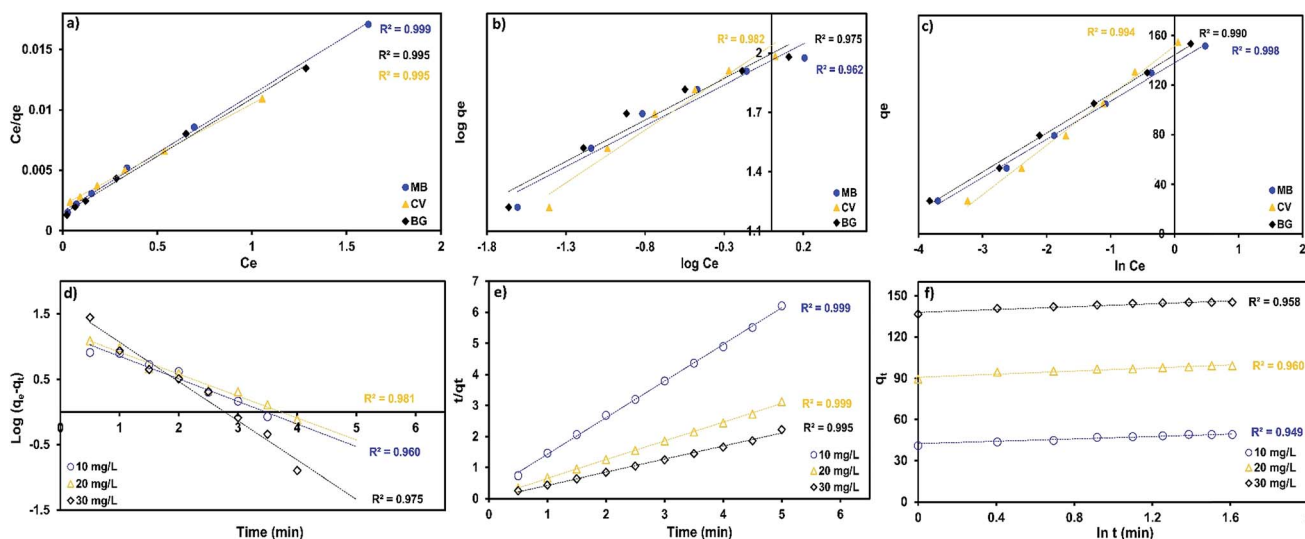 a)
R² = 0.999
R² = 0.995
R² = 0.995
Ce/qe
0.015
0.01
0.005
0
0
0.5
1
1.5
2
Ce
MB
CV
BG
b)
R² = 0.982
R² = 0.975
R² = 0.962
log qe
2
1.9
1.7
1.5
1.3
1.1
-1.8
-1.3
-0.8
-0.3
0.2
log Ce
MB
CV
BG
c)
R² = 0.994
R² = 0.990
R² = 0.998
qe
160
120
80
40
0
-4
-3
-2
-1
0
1
2
ln Ce
MB
CV
BG
d)
R² = 0.981
R² = 0.960
R² = 0.975
Log (qe-qt)
1.5
0.5
-0.5
-1.5
0
1
2
3
4
5
6
Time (min)
10 mg/L
20 mg/L
30 mg/L
e)
R² = 0.999
R² = 0.999
R² = 0.995
t/qt
7
6
5
4
3
2
1
0
0
1
2
3
4
5
6
Time (min)
10 mg/L
20 mg/L
30 mg/L
f)
R² = 0.958
R² = 0.960
R² = 0.949
qt
150
120
90
60
30
0
0
0.4
0.8
1.2
1.6
ln t (min)
10 mg/L
20 mg/L
30 mg/L